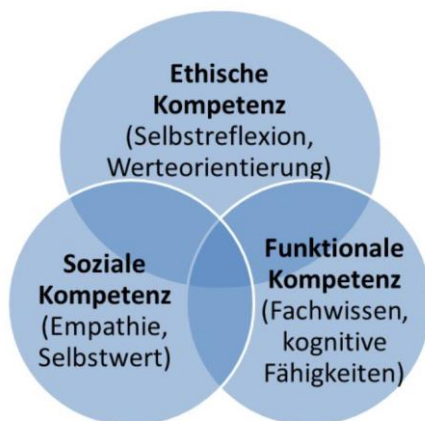 Ethische
Kompetenz
(Selbstreflexion,
Werteorientierung)
Soziale
Kompetenz
(Empathie,
Selbstwert)
Funktionale
Kompetenz
(Fachwissen,
kognitive
Fähigkeiten)